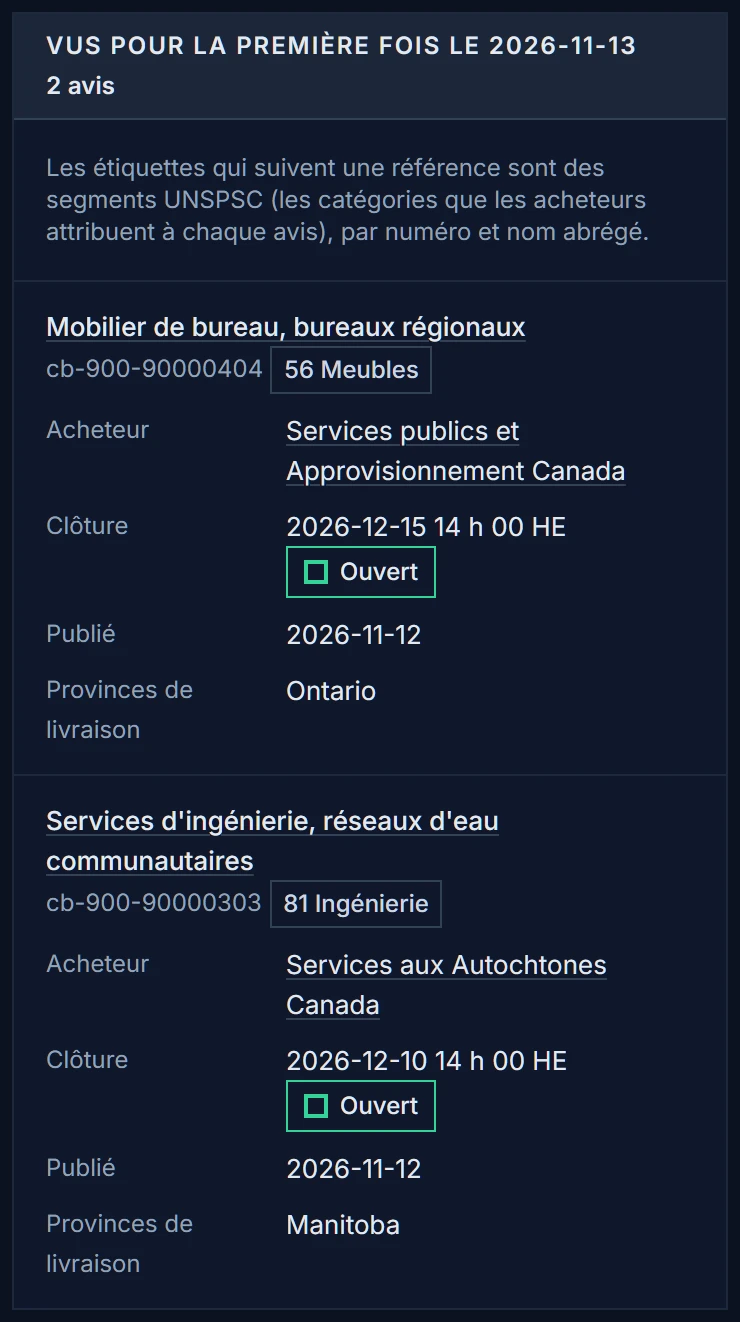 VUS POUR LA PREMIÈRE FOIS LE 2026-11-13
2 avis
Les étiquettes qui suivent une référence sont des
segments UNSPSC (les catégories que les acheteurs
attribuent à chaque avis), par numéro et nom abrégé.
Mobilier de bureau, bureaux régionaux
cb-900-90000404 56 Meubles
Acheteur Services publics et
Approvisionnement Canada
Clôture 2026-12-15 14 h 00 HE
Ouvert
Publié 2026-11-12
Provinces de Ontario
livraison
Services d'ingénierie, réseaux d'eau
communautaires
cb-900-90000303 81 Ingénierie
Acheteur Services aux Autochtones
Canada
Clôture 2026-12-10 14 h 00 HE
Ouvert
Publié 2026-11-12
Provinces de Manitoba
livraison